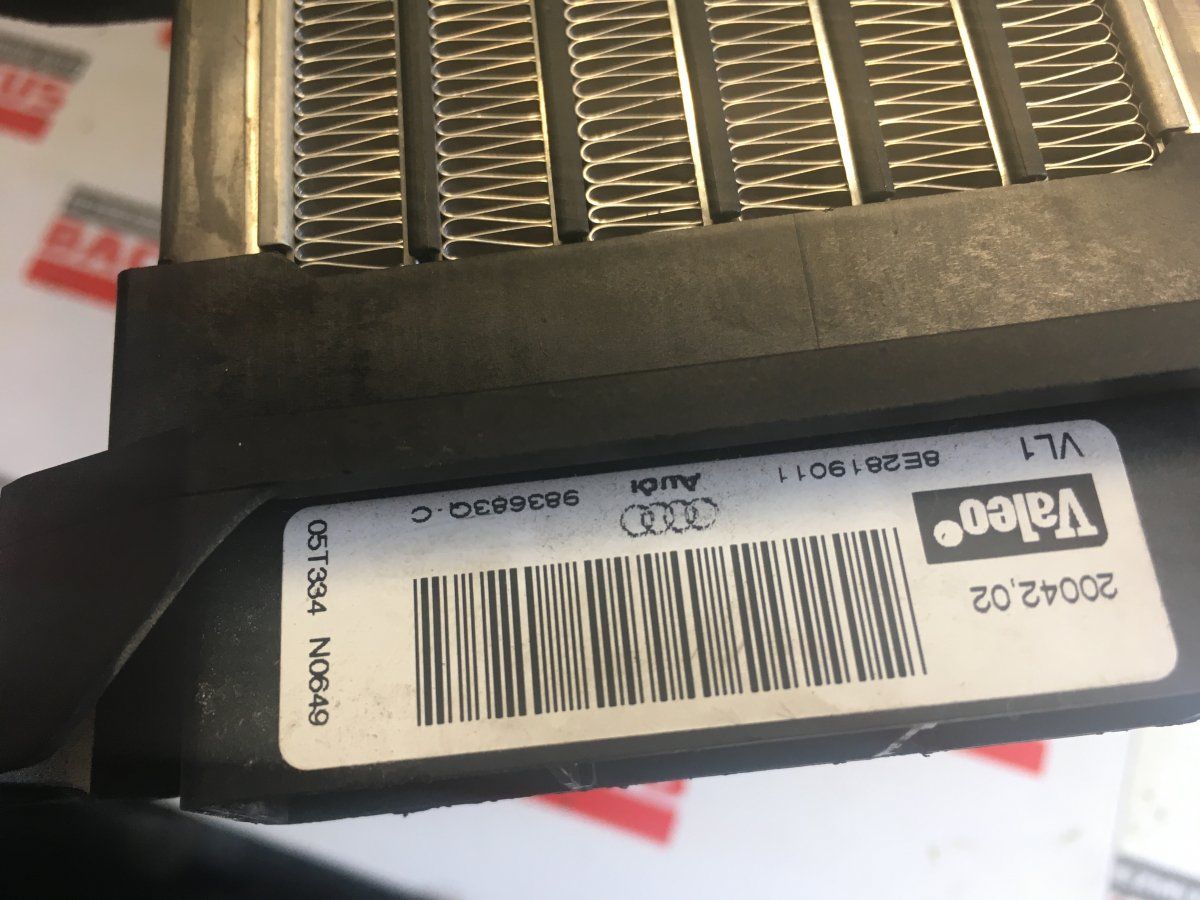 20042,02
Valeo®
VL1
8E2819011
Audi
983683Q-C
05T334 N0649